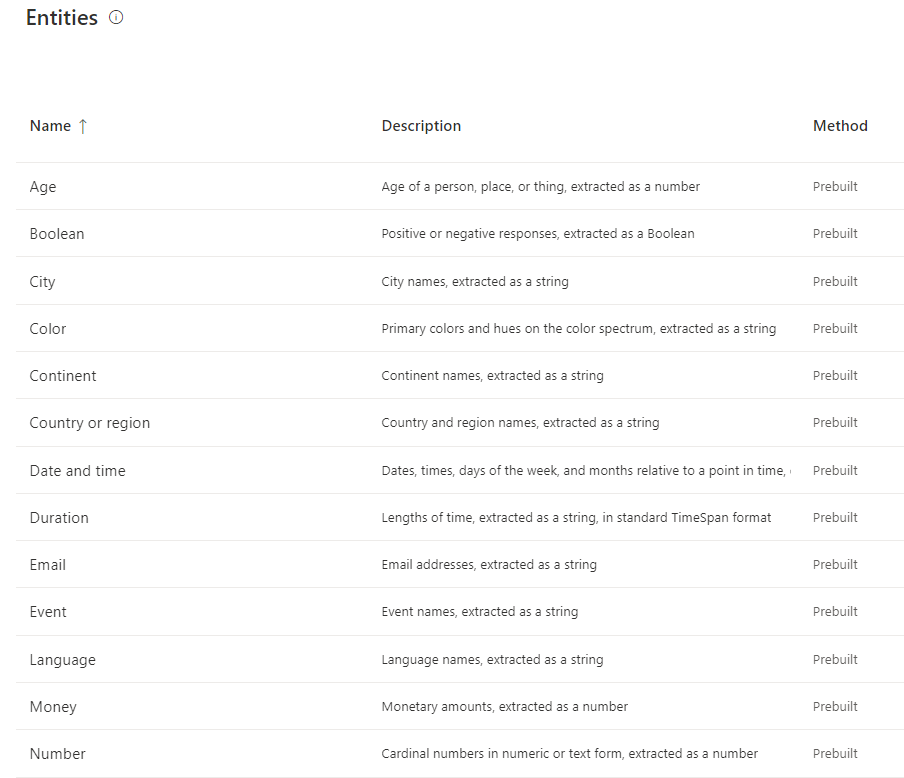 Entities
Name ↑ Description Method
Age Age of a person, place, or thing, extracted as a number Prebuilt
Boolean Positive or negative responses, extracted as a Boolean Prebuilt
City City names, extracted as a string Prebuilt
Color Primary colors and hues on the color spectrum, extracted as a string Prebuilt
Continent Continent names, extracted as a string Prebuilt
Country or region Country and region names, extracted as a string Prebuilt
Date and time Dates, times, days of the week, and months relative to a point in time, Prebuilt
Duration Lengths of time, extracted as a string, in standard TimeSpan format Prebuilt
Email Email addresses, extracted as a string Prebuilt
Event Event names, extracted as a string Prebuilt
Language Language names, extracted as a string Prebuilt
Money Monetary amounts, extracted as a number Prebuilt
Number Cardinal numbers in numeric or text form, extracted as a number Prebuilt